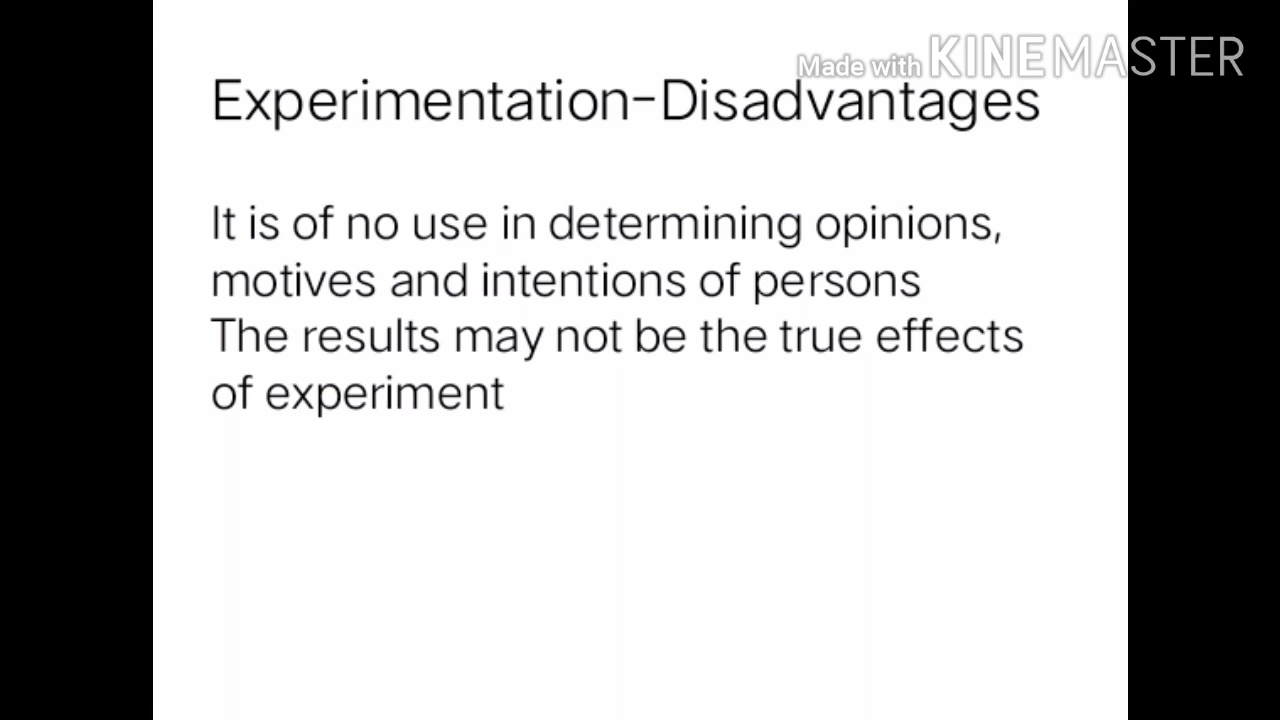 Made with KINEMASTER
Experimentation-Disadvantages
It is of no use in determining opinions,
motives and intentions of persons
The results may not be the true effects
of experiment